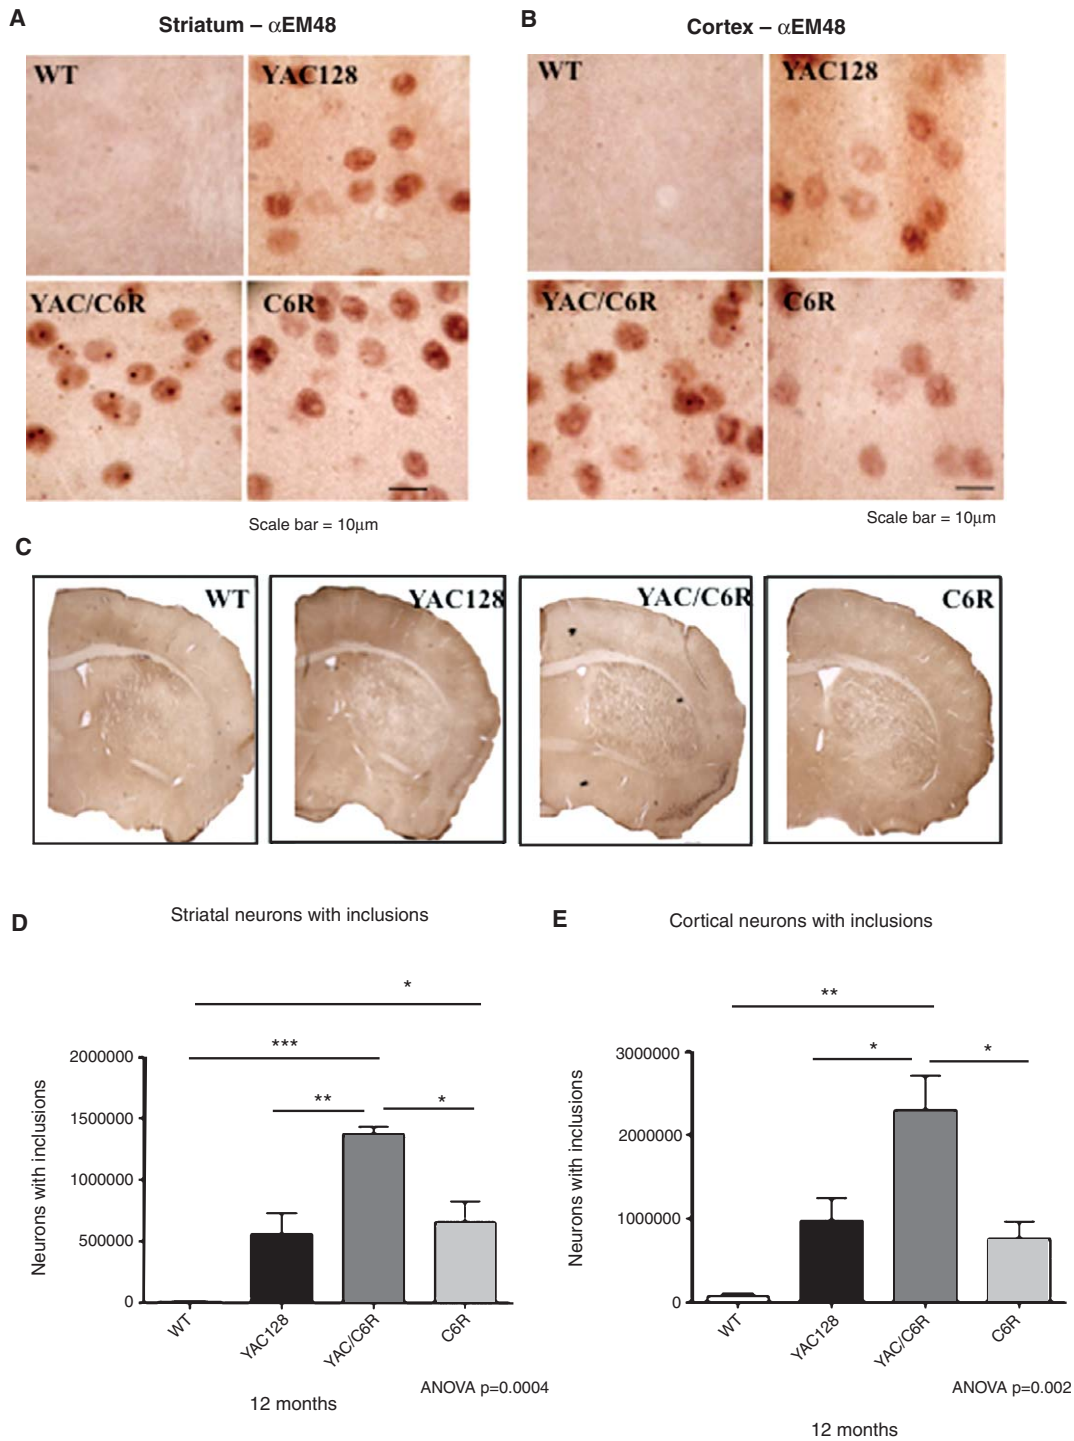 A
Striatum – αEM48
WT
YAC128
YAC/C6R
C6R
Scale bar = 10μm
B
Cortex – αEM48
WT
YAC128
YAC/C6R
C6R
Scale bar = 10μm
C
WT
YAC128
YAC/C6R
C6R
D
Striatal neurons with inclusions
*
***
**
*
Neurons with inclusions
2000000
1500000
1000000
500000
0
WT
YAC128
YAC/C6R
C6R
ANOVA p=0.0004
12 months
E
Cortical neurons with inclusions
**
*
*
Neurons with inclusions
3000000
2000000
1000000
0
WT
YAC128
YAC/C6R
C6R
ANOVA p=0.002
12 months